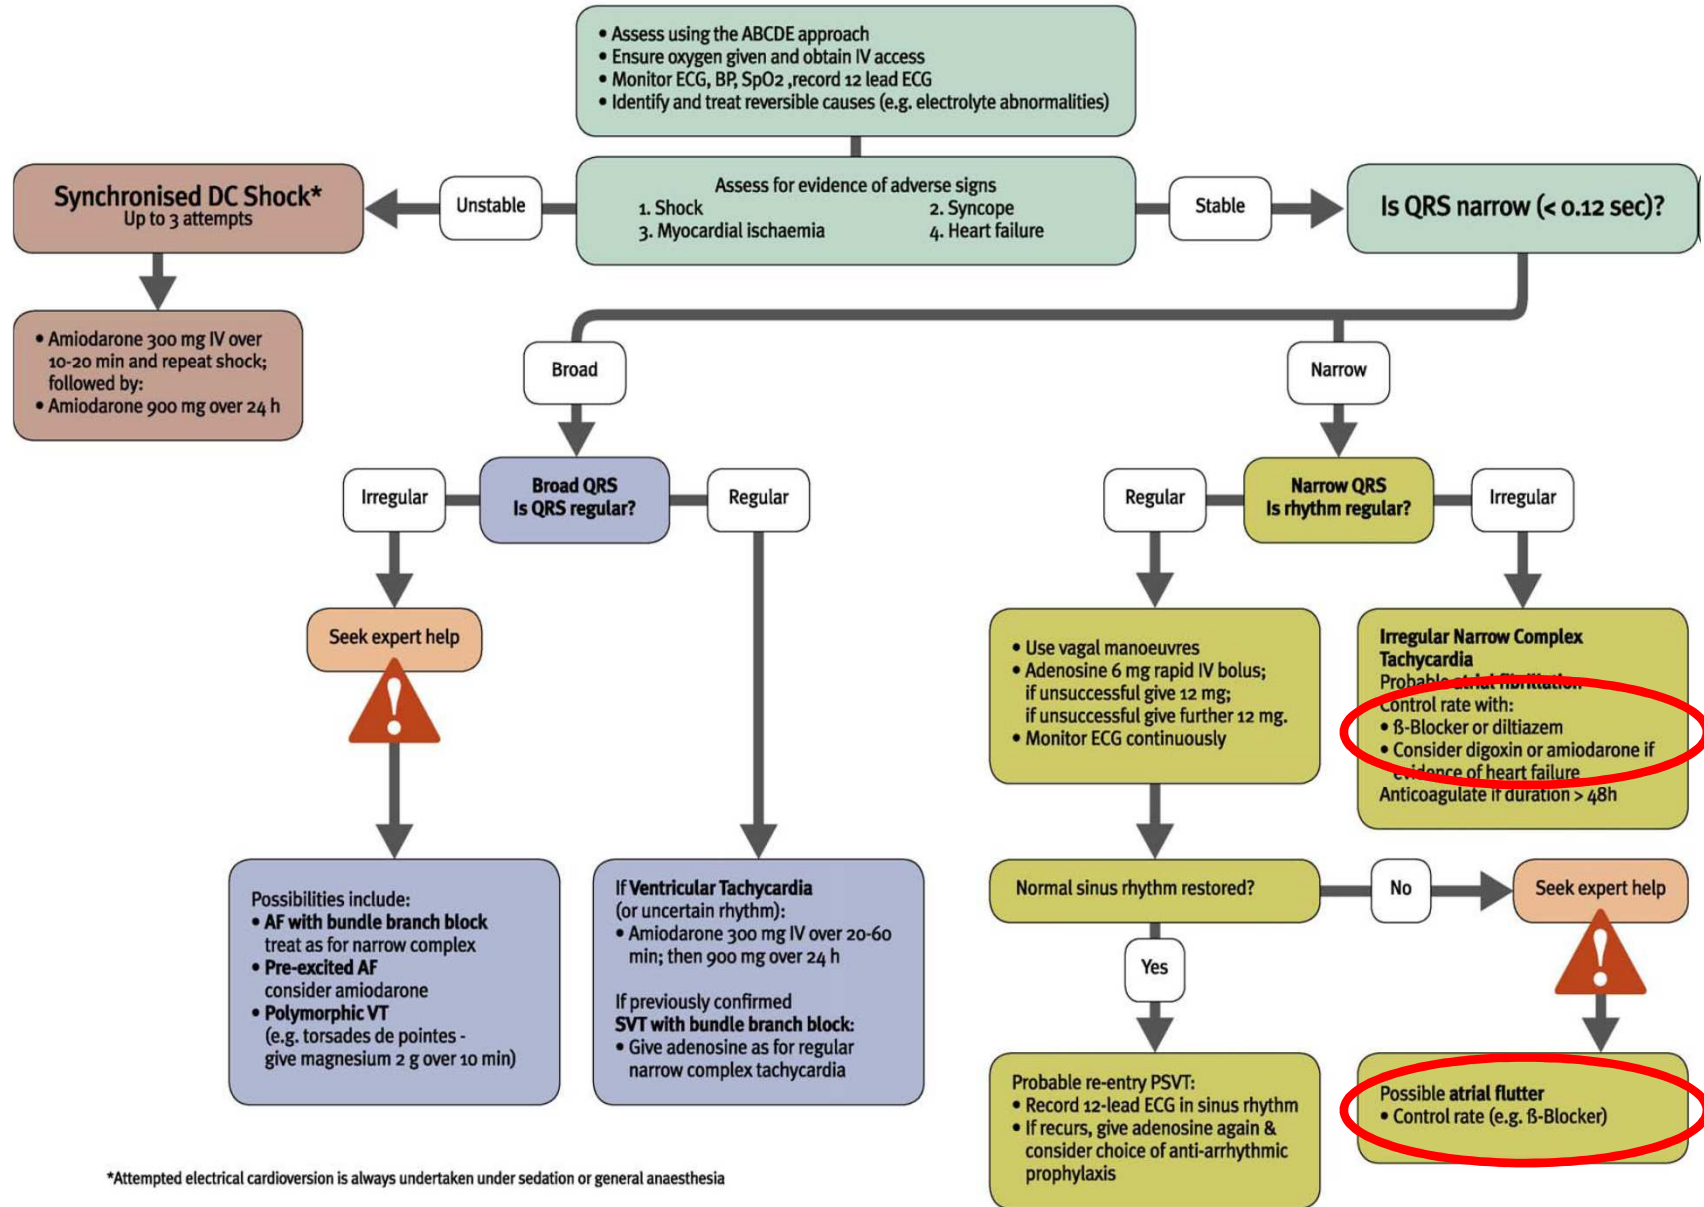 • Assess using the ABCDE approach
• Ensure oxygen given and obtain IV access
• Monitor ECG, BP, SpO2 ,record 12 lead ECG
• Identify and treat reversible causes (e.g. electrolyte abnormalities)
Synchronised DC Shock*
Up to 3 attempts
Unstable
Assess for evidence of adverse signs
1. Shock 2. Syncope
3. Myocardial ischaemia 4. Heart failure
Stable
Is QRS narrow (< 0.12 sec)?
• Amiodarone 300 mg IV over
10-20 min and repeat shock;
followed by:
• Amiodarone 900 mg over 24 h
Broad
Narrow
Irregular
Broad QRS
Is QRS regular?
Regular
Regular
Narrow QRS
Is rhythm regular?
Irregular
Seek expert help
!
• Use vagal manoeuvres
• Adenosine 6 mg rapid IV bolus;
if unsuccessful give 12 mg;
if unsuccessful give further 12 mg.
• Monitor ECG continuously
Irregular Narrow Complex
Tachycardia
Probable atrial fibrillation
Control rate with:
• ß-Blocker or diltiazem
• Consider digoxin or amiodarone if
evidence of heart failure
Anticoagulate if duration > 48h
Possibilities include:
• AF with bundle branch block
treat as for narrow complex
• Pre-excited AF
consider amiodarone
• Polymorphic VT
(e.g. torsades de pointes -
give magnesium 2 g over 10 min)
If Ventricular Tachycardia
(or uncertain rhythm):
• Amiodarone 300 mg IV over 20-60
min; then 900 mg over 24 h
If previously confirmed
SVT with bundle branch block:
• Give adenosine as for regular
narrow complex tachycardia
Normal sinus rhythm restored?
No
Seek expert help
!
Yes
Probable re-entry PSVT:
• Record 12-lead ECG in sinus rhythm
• If recurs, give adenosine again &
consider choice of anti-arrhythmic
prophylaxis
Possible atrial flutter
• Control rate (e.g. ß-Blocker)
*Attempted electrical cardioversion is always undertaken under sedation or general anaesthesia